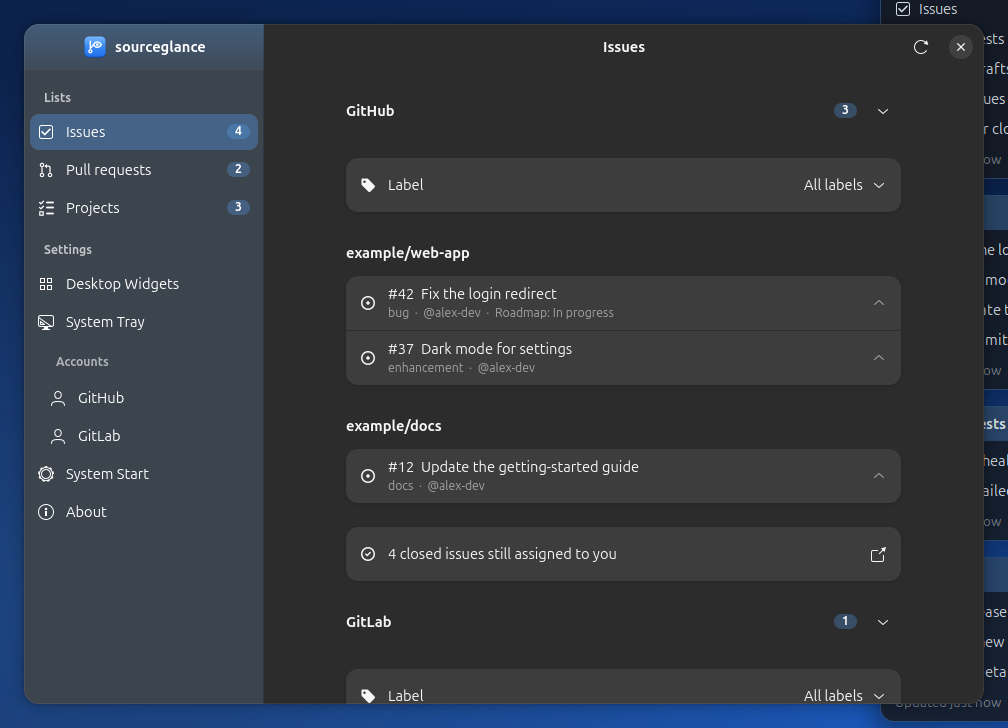 Issues
sourceglance
Issues
Lists
Issues 4
Pull requests 2
Projects 3
Settings
Desktop Widgets
System Tray
Accounts
GitHub
GitLab
System Start
About
GitHub 3
Label All labels
example/web-app
#42 Fix the login redirect
bug · @alex-dev · Roadmap: In progress
#37 Dark mode for settings
enhancement · @alex-dev
example/docs
#12 Update the getting-started guide
docs · @alex-dev
4 closed issues still assigned to you
GitLab 1
Label All labels
Updated just now